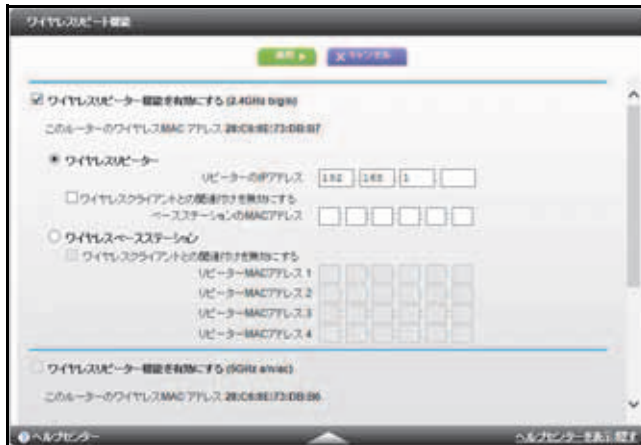 ワイヤレスリピート機能
適用
X キャンセル
ワイヤレスリピーター機能を有効にする (2.4GHz b/g/n)
このルーターのワイヤレスMAC アドレス 28:C6:8E:73:DB:B7
ワイヤレスリピーター
リピーターのIPアドレス 192 . 168 . 1 .
ワイヤレスクライアントとの関連付けを無効にする
ベースステーションのMACアドレス
ワイヤレスベースステーション
ワイヤレスクライアントとの関連付けを無効にする
リピーターMACアドレス 1
リピーターMACアドレス 2
リピーターMACアドレス 3
リピーターMACアドレス 4
ワイヤレスリピーター機能を有効にする (5GHz a/n/ac)
このルーターのワイヤレスMAC アドレス 28:C6:8E:73:DB:B6
ヘルプセンター
ヘルプセンターを表示/隠す